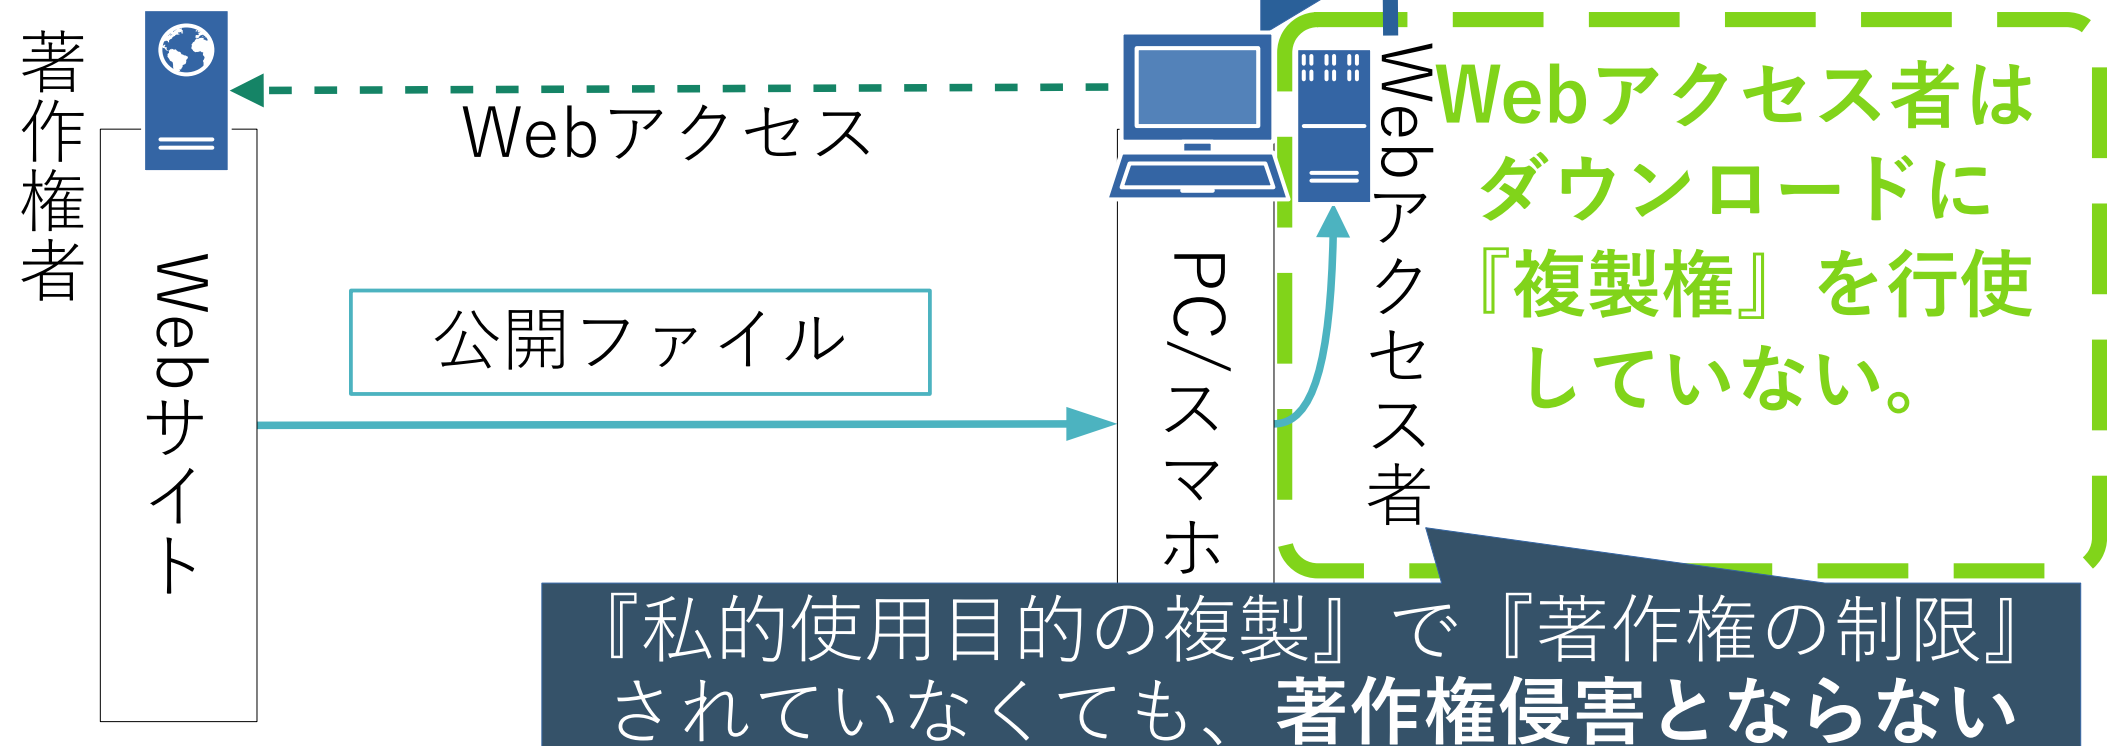 著作権者
Webサイト
Webアクセス
公開ファイル
PC/スマホ
Webアクセス者
Webアクセス者は
ダウンロードに
『複製権』を行使
していない。
『私的使用目的の複製』で『著作権の制限』
されていなくても、著作権侵害とならない